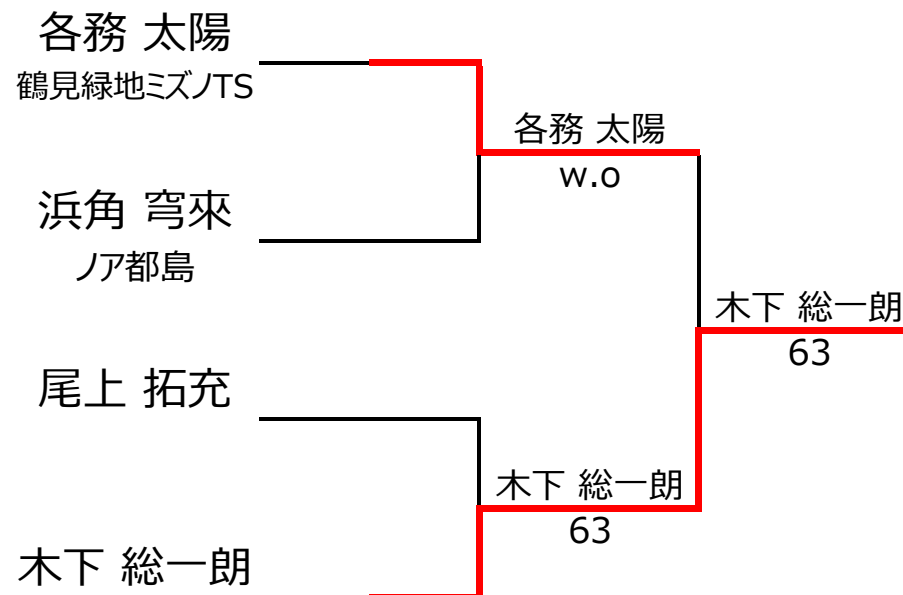 各務 太陽
鶴見緑地ミズノTS
各務 太陽
w.o
浜角 穹來
ノア都島
木下 総一朗
63
尾上 拓充
木下 総一朗
63
木下 総一朗